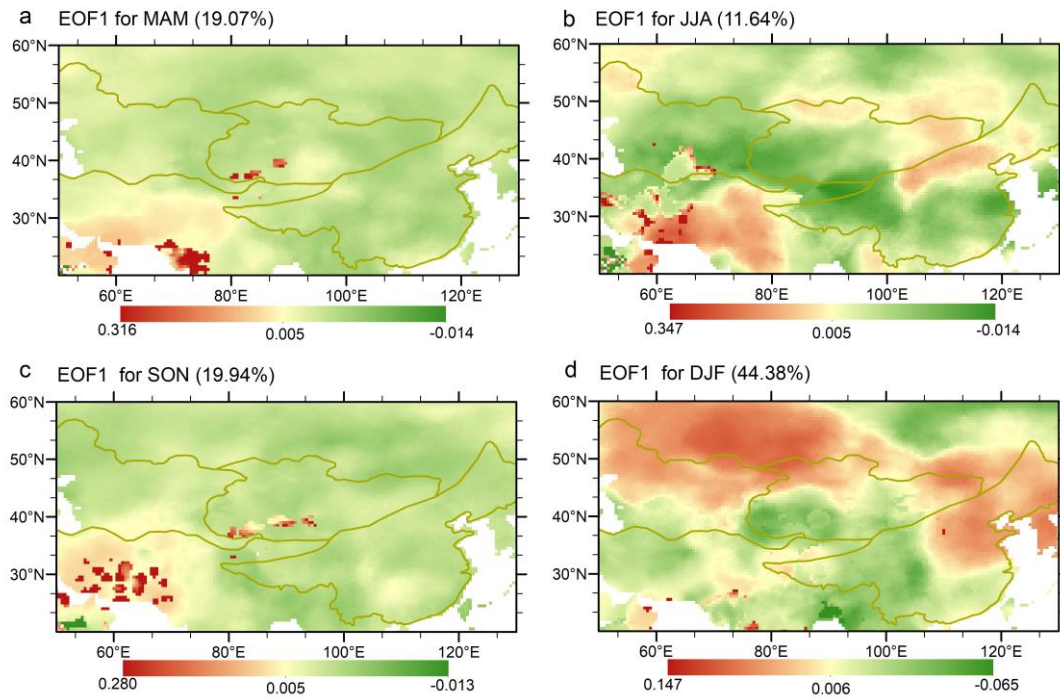 a EOF1 for MAM (19.07%)
60°N
50°N
40°N
30°N
60°E 80°E 100°E 120°E
0.316 0.005 -0.014
b EOF1 for JJA (11.64%)
60°N
50°N
40°N
30°N
60°E 80°E 100°E 120°E
0.347 0.005 -0.014
c EOF1 for SON (19.94%)
60°N
50°N
40°N
30°N
60°E 80°E 100°E 120°E
0.280 0.005 -0.013
d EOF1 for DJF (44.38%)
60°N
50°N
40°N
30°N
60°E 80°E 100°E 120°E
0.147 0.006 -0.065